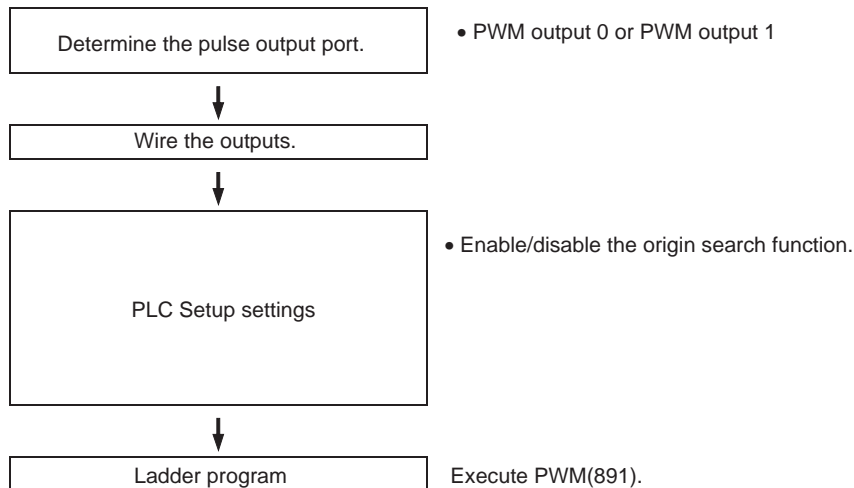 Determine the pulse output port.
• PWM output 0 or PWM output 1
Wire the outputs.
• Enable/disable the origin search function.
PLC Setup settings
Ladder program
Execute PWM(891).